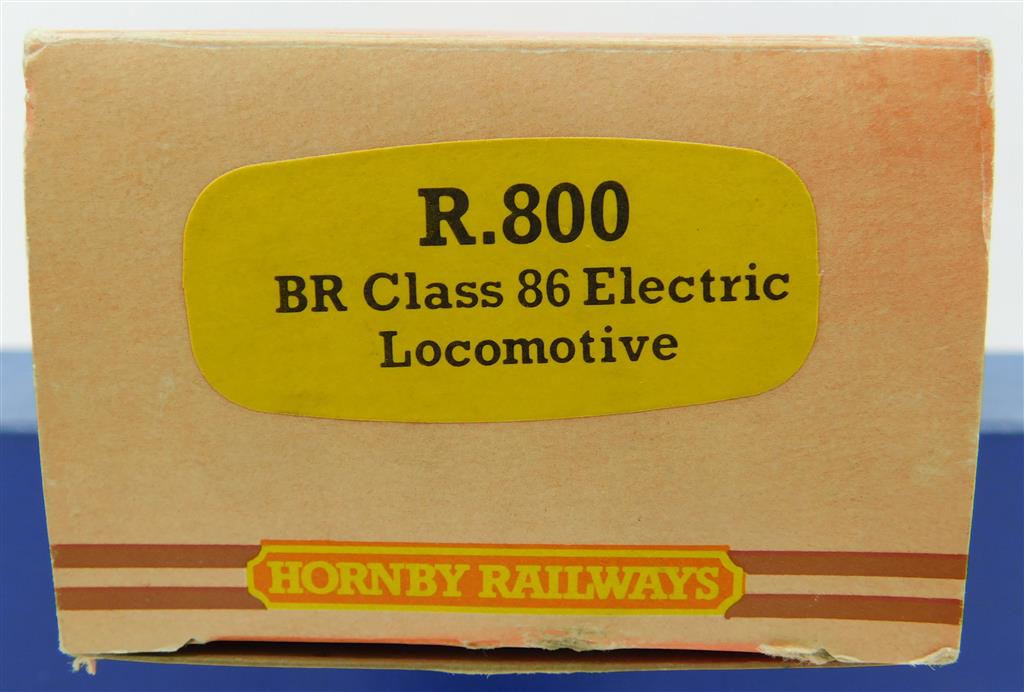 R.800
BR Class 86 Electric
Locomotive
HORNBY RAILWAYS